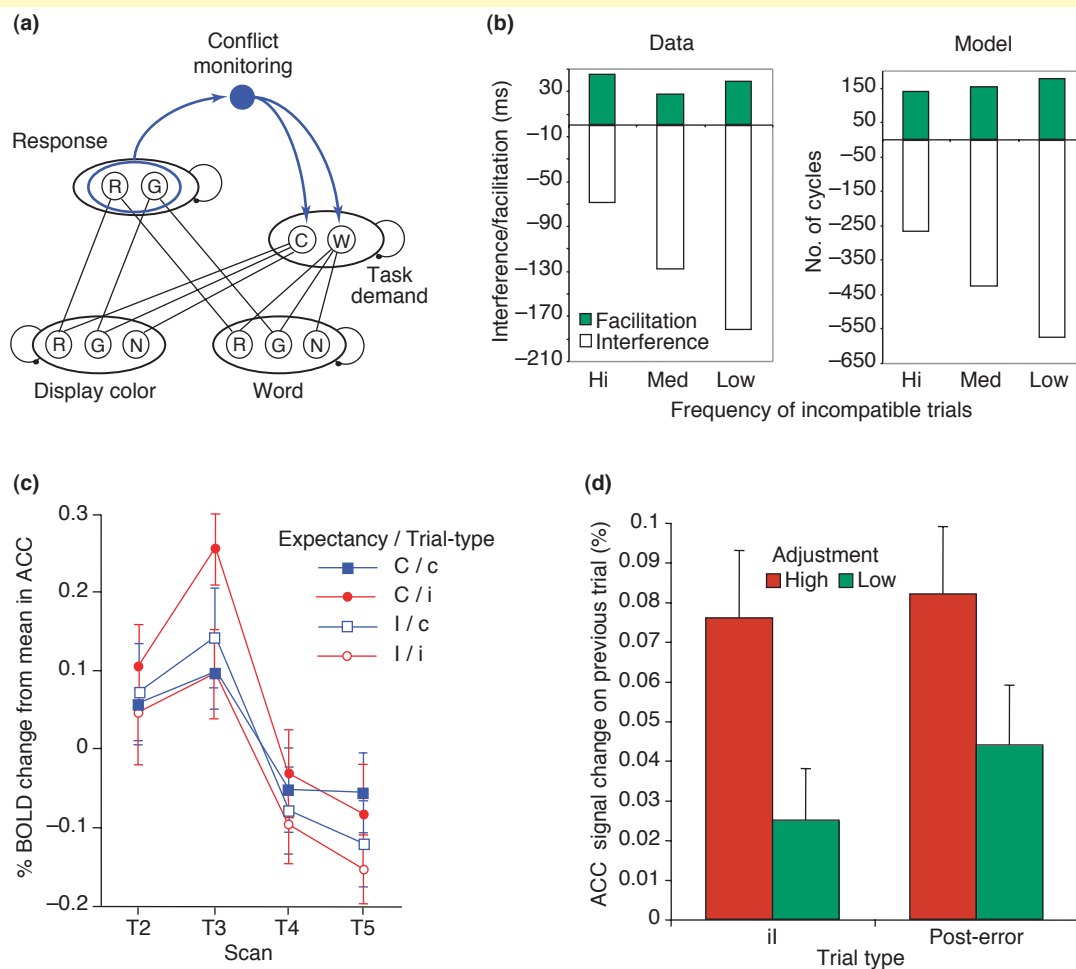 (a)
Conflict
monitoring
Response
R G
C W
Task
demand
R G N
R G N
Display color
Word
(b)
Data
Model
Interference/facilitation (ms)
30
−10
−50
−90
−130
−170
−210
Facilitation
Interference
Hi Med Low
No. of cycles
150
50
−50
−150
−250
−350
−450
−550
−650
Hi Med Low
Frequency of incompatible trials
(c)
% BOLD change from mean in ACC
0.3
0.2
0.1
0
−0.1
−0.2
Expectancy / Trial-type
C / c
C / i
I / c
I / i
T2 T3 T4 T5
Scan
(d)
ACC signal change on previous trial (%)
0.1
0.09
0.08
0.07
0.06
0.05
0.04
0.03
0.02
0.01
0
Adjustment
High Low
iI Post-error
Trial type